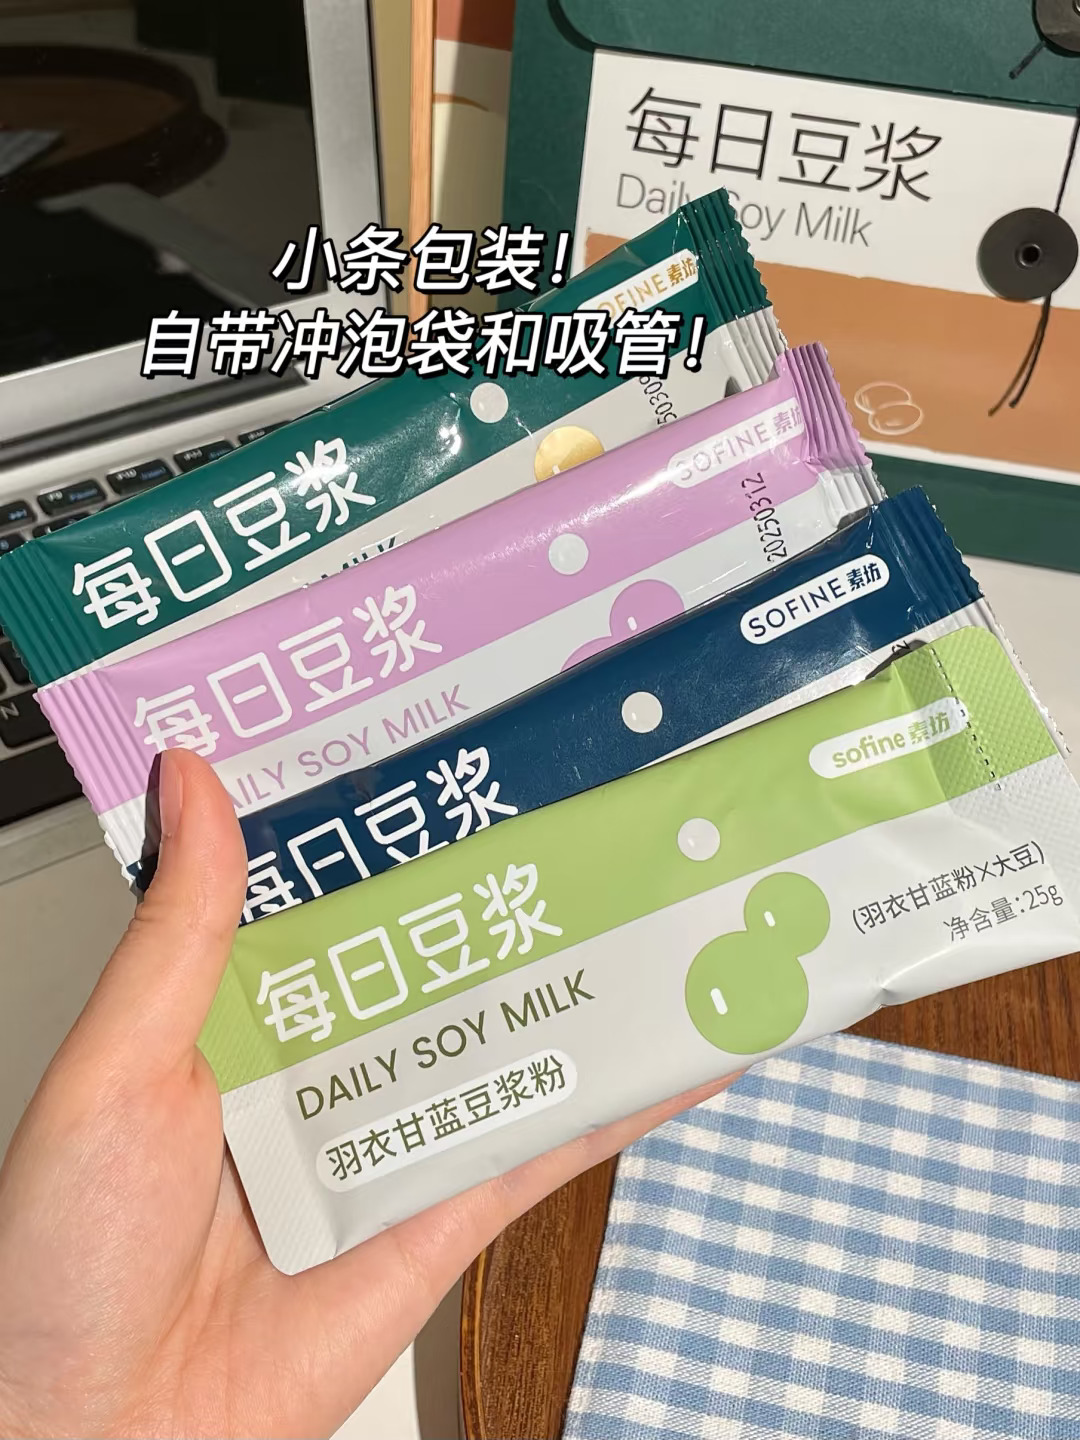 每日豆浆
Daily Soy Milk
小条包装！
自带冲泡袋和吸管！
SOFINE 素坊
每日豆浆
MILK
SOFINE 素坊
20250312
每日豆浆
DAILY SOY MILK
SOFINE 素坊
每日豆浆
sofine 素坊
每日豆浆
DAILY SOY MILK
羽衣甘蓝豆浆粉
(羽衣甘蓝粉X大豆)
净含量：25g